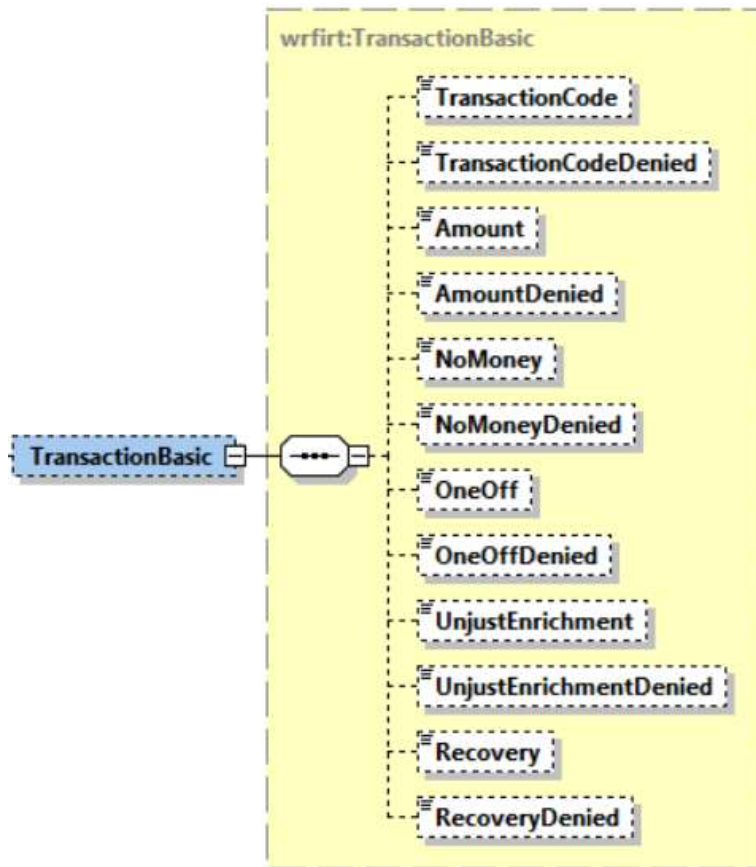 wrfirt:TransactionBasic
TransactionCode
TransactionCodeDenied
Amount
AmountDenied
NoMoney
NoMoneyDenied
TransactionBasic
OneOff
OneOffDenied
UnjustEnrichment
UnjustEnrichmentDenied
Recovery
RecoveryDenied